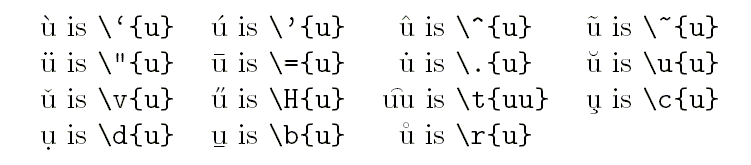 ù is \‘{u} ú is \’{u} û is \^{u} ũ is \~{u}
ü is \"{u} ū is \={u} u̇ is \.{u} ŭ is \u{u}
ǔ is \v{u} ű is \H{u} u͡u is \t{uu} u̧ is \c{u}
ụ is \d{u} u̱ is \b{u} ů is \r{u}